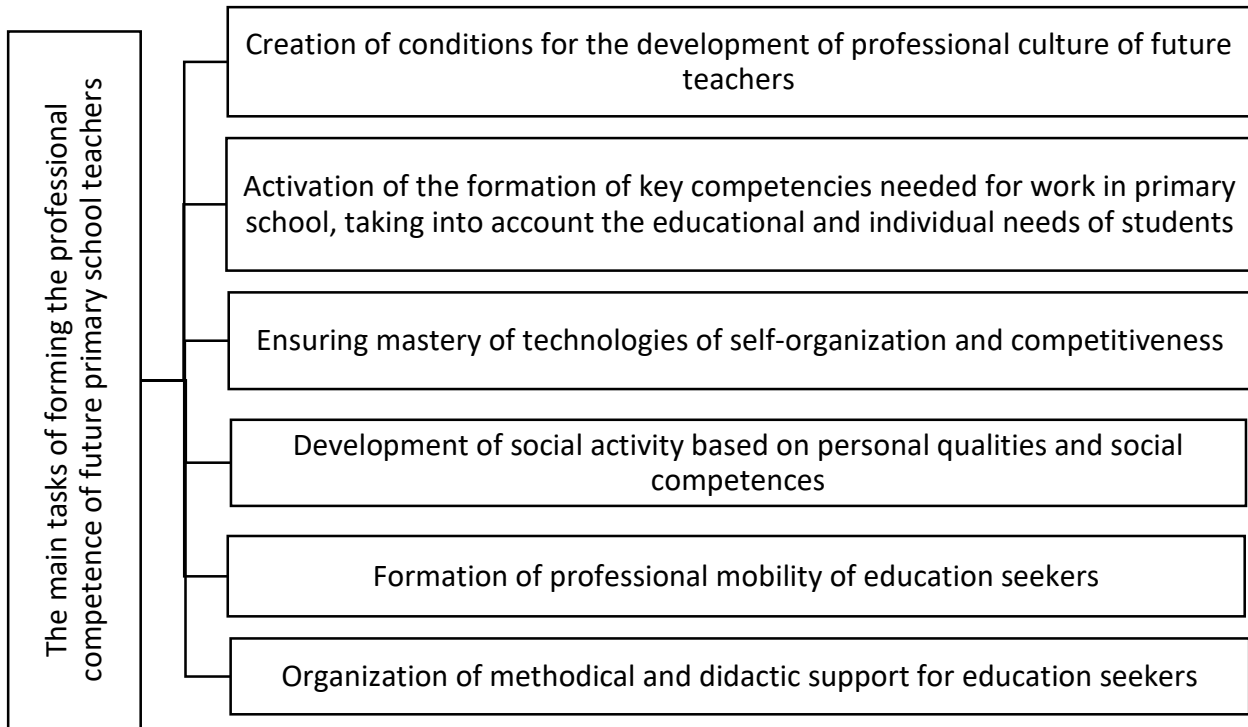 The main tasks of forming the professional
competence of future primary school teachers
Creation of conditions for the development of professional culture of future
teachers
Activation of the formation of key competencies needed for work in primary
school, taking into account the educational and individual needs of students
Ensuring mastery of technologies of self-organization and competitiveness
Development of social activity based on personal qualities and social
competences
Formation of professional mobility of education seekers
Organization of methodical and didactic support for education seekers